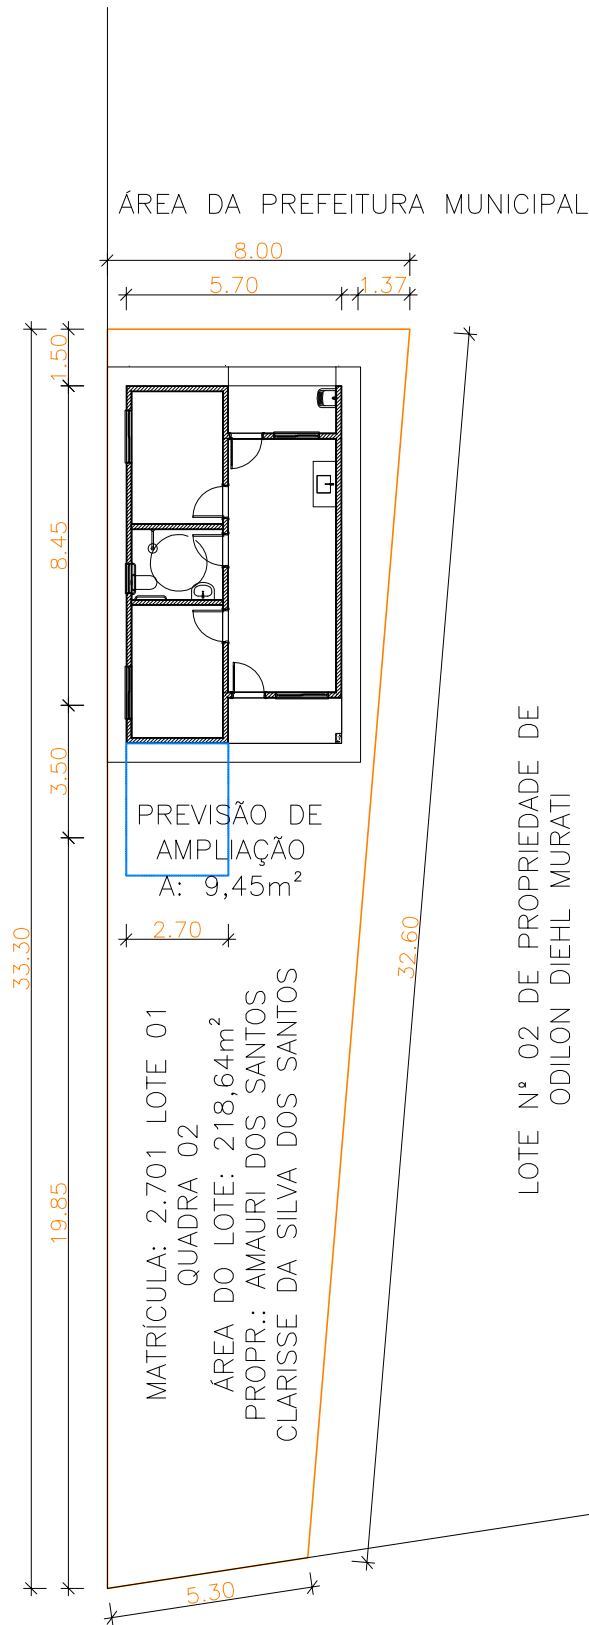 ÁREA DA PREFEITURA MUNICIPAL
8.00
5.70
1.37
1.50
8.45
3.50
33.30
19.85
PREVISÃO DE
AMPLIAÇÃO
A: 9,45m²
2.70
32.60
MATRÍCULA: 2.701 LOTE 01
QUADRA 02
ÁREA DO LOTE: 218,64m²
PROPR.: AMAURI DOS SANTOS
CLARISSE DA SILVA DOS SANTOS
LOTE Nº 02 DE PROPRIEDADE DE
ODILON DIEHL MURATI
5.30